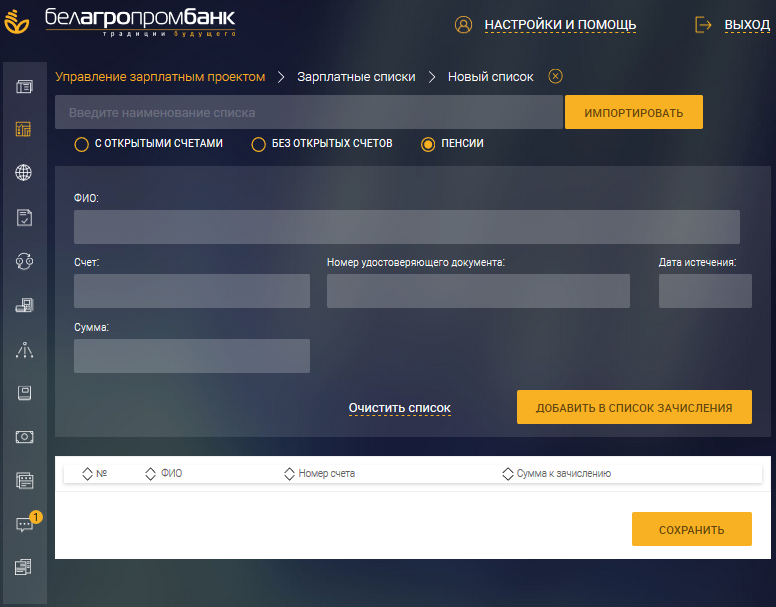 белагропромбанк
традиции будущего
НАСТРОЙКИ И ПОМОЩЬ
ВЫХОД
Управление зарплатным проектом > Зарплатные списки > Новый список
Введите наименование списка
ИМПОРТИРОВАТЬ
С ОТКРЫТЫМИ СЧЕТАМИ
БЕЗ ОТКРЫТЫХ СЧЕТОВ
ПЕНСИИ
ФИО:
Счет:
Номер удостоверяющего документа:
Дата истечения:
Сумма:
Очистить список
ДОБАВИТЬ В СПИСОК ЗАЧИСЛЕНИЯ
№
ФИО
Номер счета
Сумма к зачислению
1
СОХРАНИТЬ